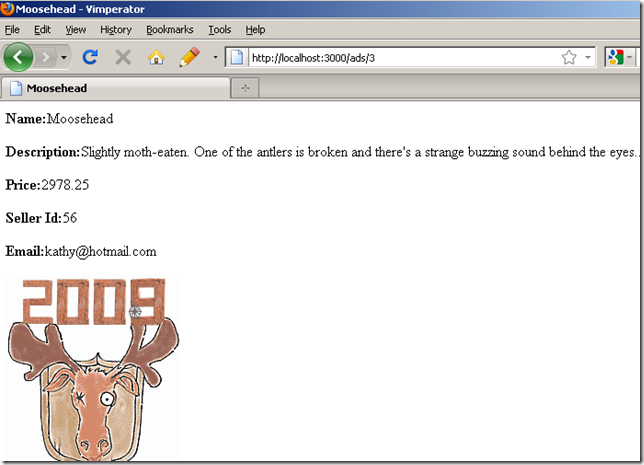 Moosehead - Vimperator
File Edit View History Bookmarks Tools Help
http://localhost:3000/ads/3
Moosehead
Name:Moosehead
Description:Slightly moth-eaten. One of the antlers is broken and there's a strange buzzing sound behind the eyes..
Price:2978.25
Seller Id:56
Email:kathy@hotmail.com
2009